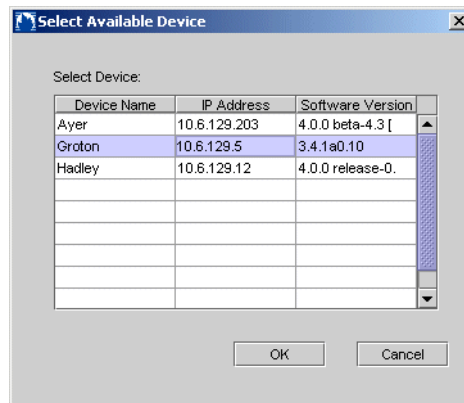 Select Available Device
Select Device:
Device Name IP Address Software Version
Ayer 10.6.129.203 4.0.0 beta-4.3 [
Groton 10.6.129.5 3.4.1a0.10
Hadley 10.6.129.12 4.0.0 release-0.
OK Cancel